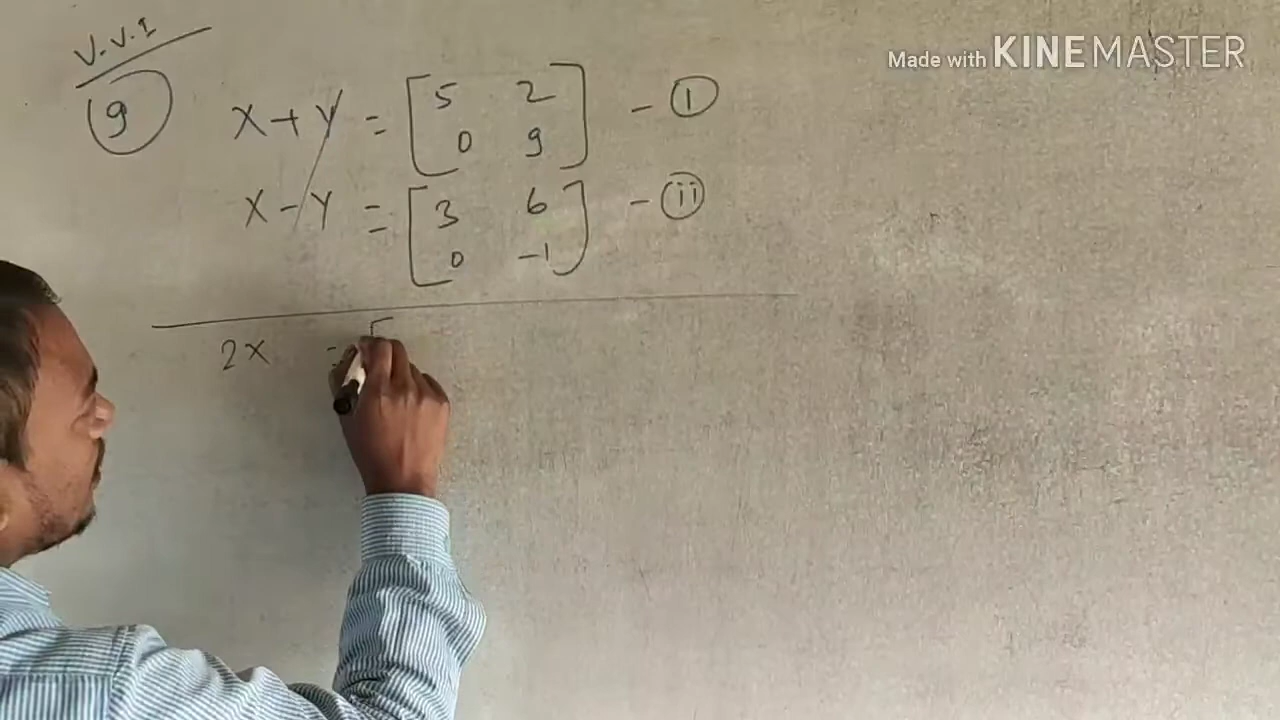 Made with KINEMASTER
V.V.I
9
X + Y = [ 5 2 - i
0 9 ]
X - Y = [ 3 6 - ii
0 -1 ]
2X = [